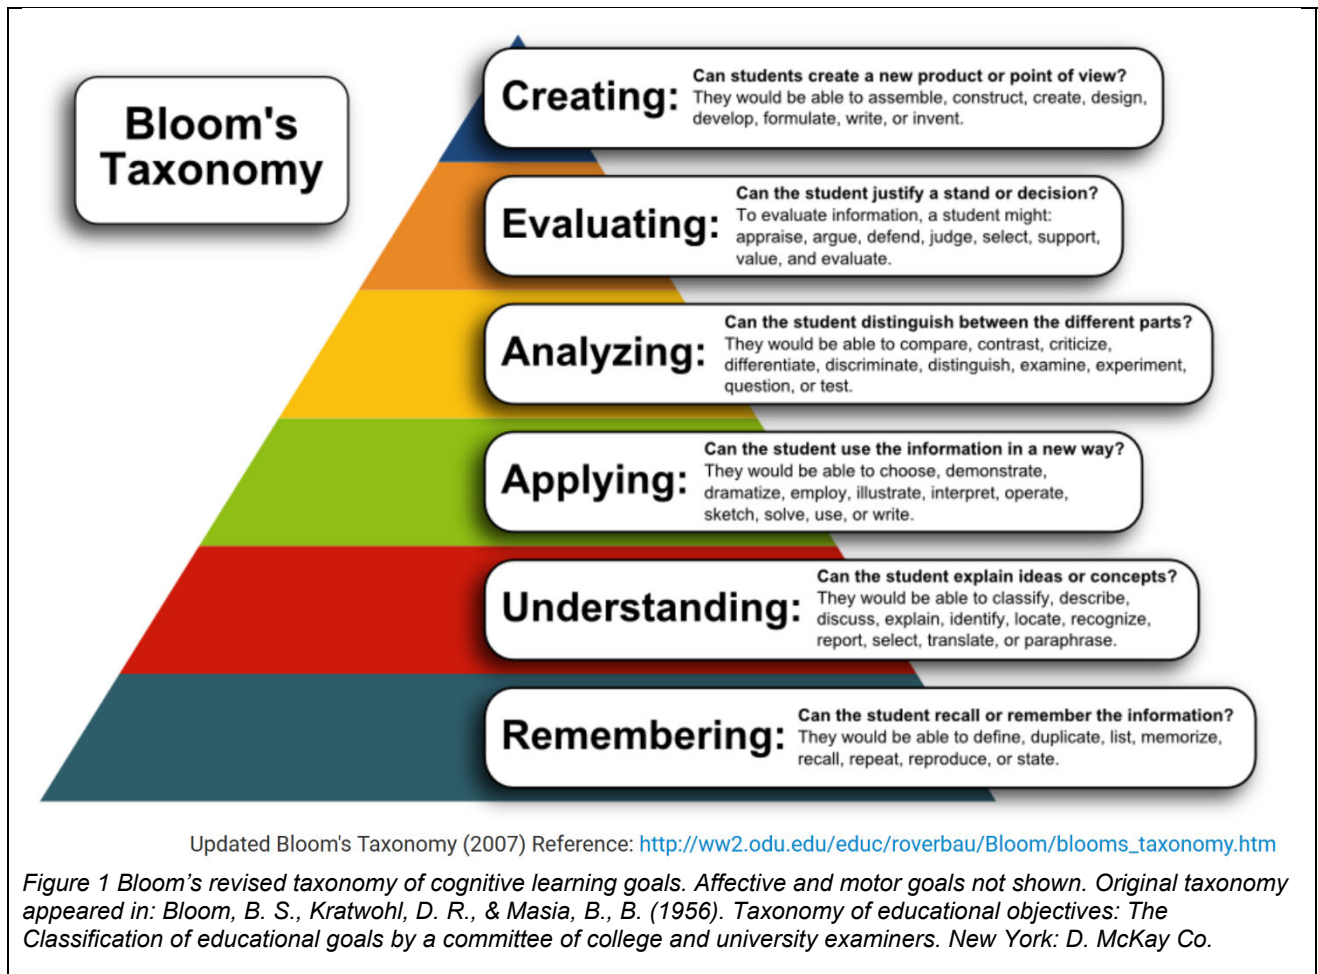 Bloom's
Taxonomy
Creating:
Can students create a new product or point of view?
They would be able to assemble, construct, create, design,
develop, formulate, write, or invent.
Evaluating:
Can the student justify a stand or decision?
To evaluate information, a student might:
appraise, argue, defend, judge, select, support,
value, and evaluate.
Analyzing:
Can the student distinguish between the different parts?
They would be able to compare, contrast, criticize,
differentiate, discriminate, distinguish, examine, experiment,
question, or test.
Applying:
Can the student use the information in a new way?
They would be able to choose, demonstrate,
dramatize, employ, illustrate, interpret, operate,
sketch, solve, use, or write.
Understanding:
Can the student explain ideas or concepts?
They would be able to classify, describe,
discuss, explain, identify, locate, recognize,
report, select, translate, or paraphrase.
Remembering:
Can the student recall or remember the information?
They would be able to define, duplicate, list, memorize,
recall, repeat, reproduce, or state.
Updated Bloom's Taxonomy (2007) Reference: http://ww2.odu.edu/educ/roverbau/Bloom/blooms_taxonomy.htm
Figure 1 Bloom's revised taxonomy of cognitive learning goals. Affective and motor goals not shown. Original taxonomy
appeared in: Bloom, B. S., Kratwohl, D. R., & Masia, B., B. (1956). Taxonomy of educational objectives: The
Classification of educational goals by a committee of college and university examiners. New York: D. McKay Co.